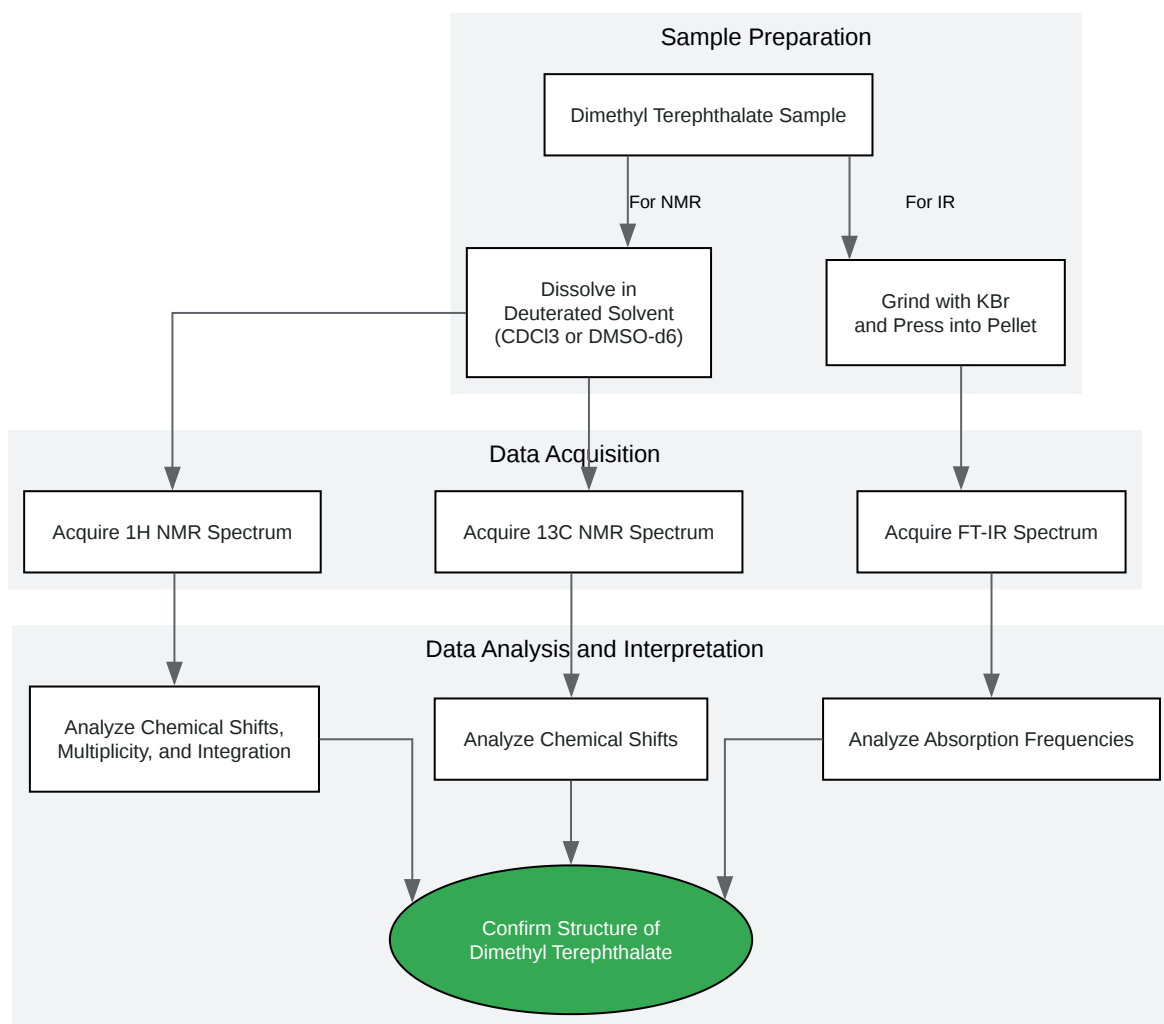 Sample Preparation
Dimethyl Terephthalate Sample
For NMR
For IR
Dissolve in
Deuterated Solvent
(CDCl3 or DMSO-d6)
Grind with KBr
and Press into Pellet
Data Acquisition
Acquire 1H NMR Spectrum
Acquire 13C NMR Spectrum
Acquire FT-IR Spectrum
Data Analysis and Interpretation
Analyze Chemical Shifts,
Multiplicity, and Integration
Analyze Chemical Shifts
Analyze Absorption Frequencies
Confirm Structure of
Dimethyl Terephthalate